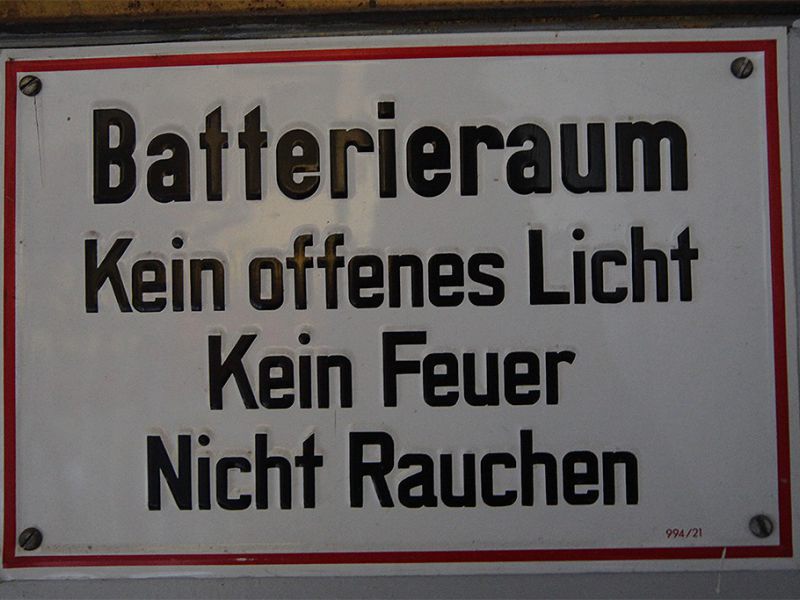 Batterieraum
Kein offenes Licht
Kein Feuer
Nicht Rauchen
994/21